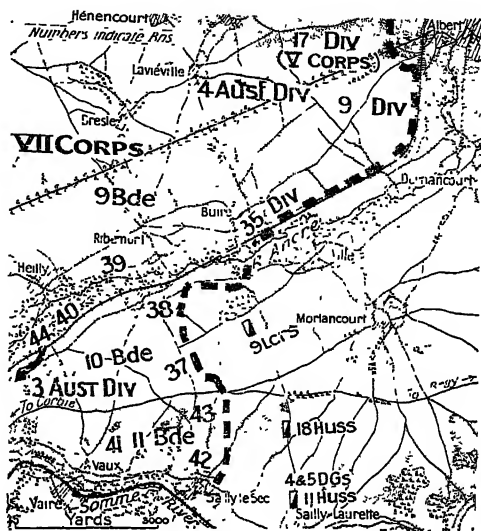 Hénencourt
Numbers indicate Bns.
Albert
17 Div
(V Corps)
Laviéville
4 Aust Div
9 Div
Bresle
VII CORPS
9 Bde
35 Div
Dernancourt
Buire
Ribemont
Ancre
Ville
39
Heilly
38
44
40
9 Lcrs
Morlancourt
10 Bde
37
3 AUST DIV
To Corbie
43
18 HUSS
41
11 Bde
Vaux
42
4&5 DGS
11 HUSS
Sailly le Sec
Sailly-Laurette
Vaire
Somme
River
Yards
5000